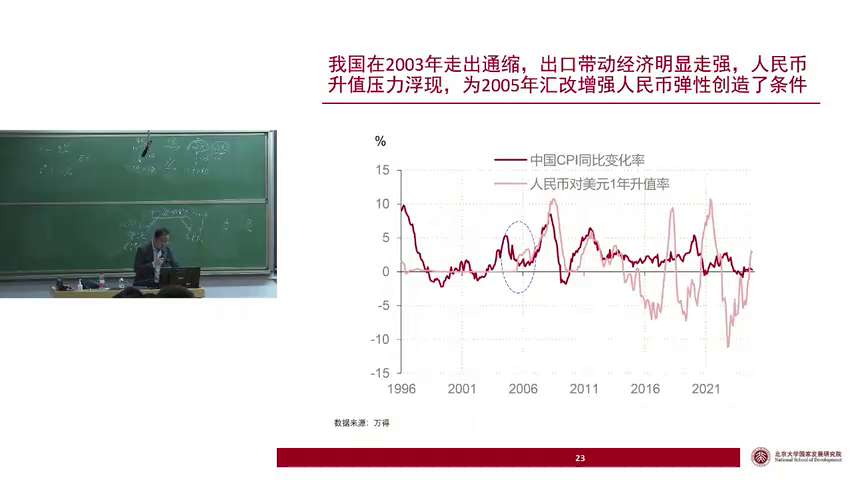 我国在2003年走出通缩，出口带动经济明显走强，人民币
升值压力浮现，为2005年汇改增强人民币弹性创造了条件
%
中国CPI同比变化率
人民币对美元1年升值率
15
10
5
0
-5
-10
-15
1996
2001
2006
2011
2016
2021
数据来源：万得
23
北京大学国家发展研究院
National School of Development